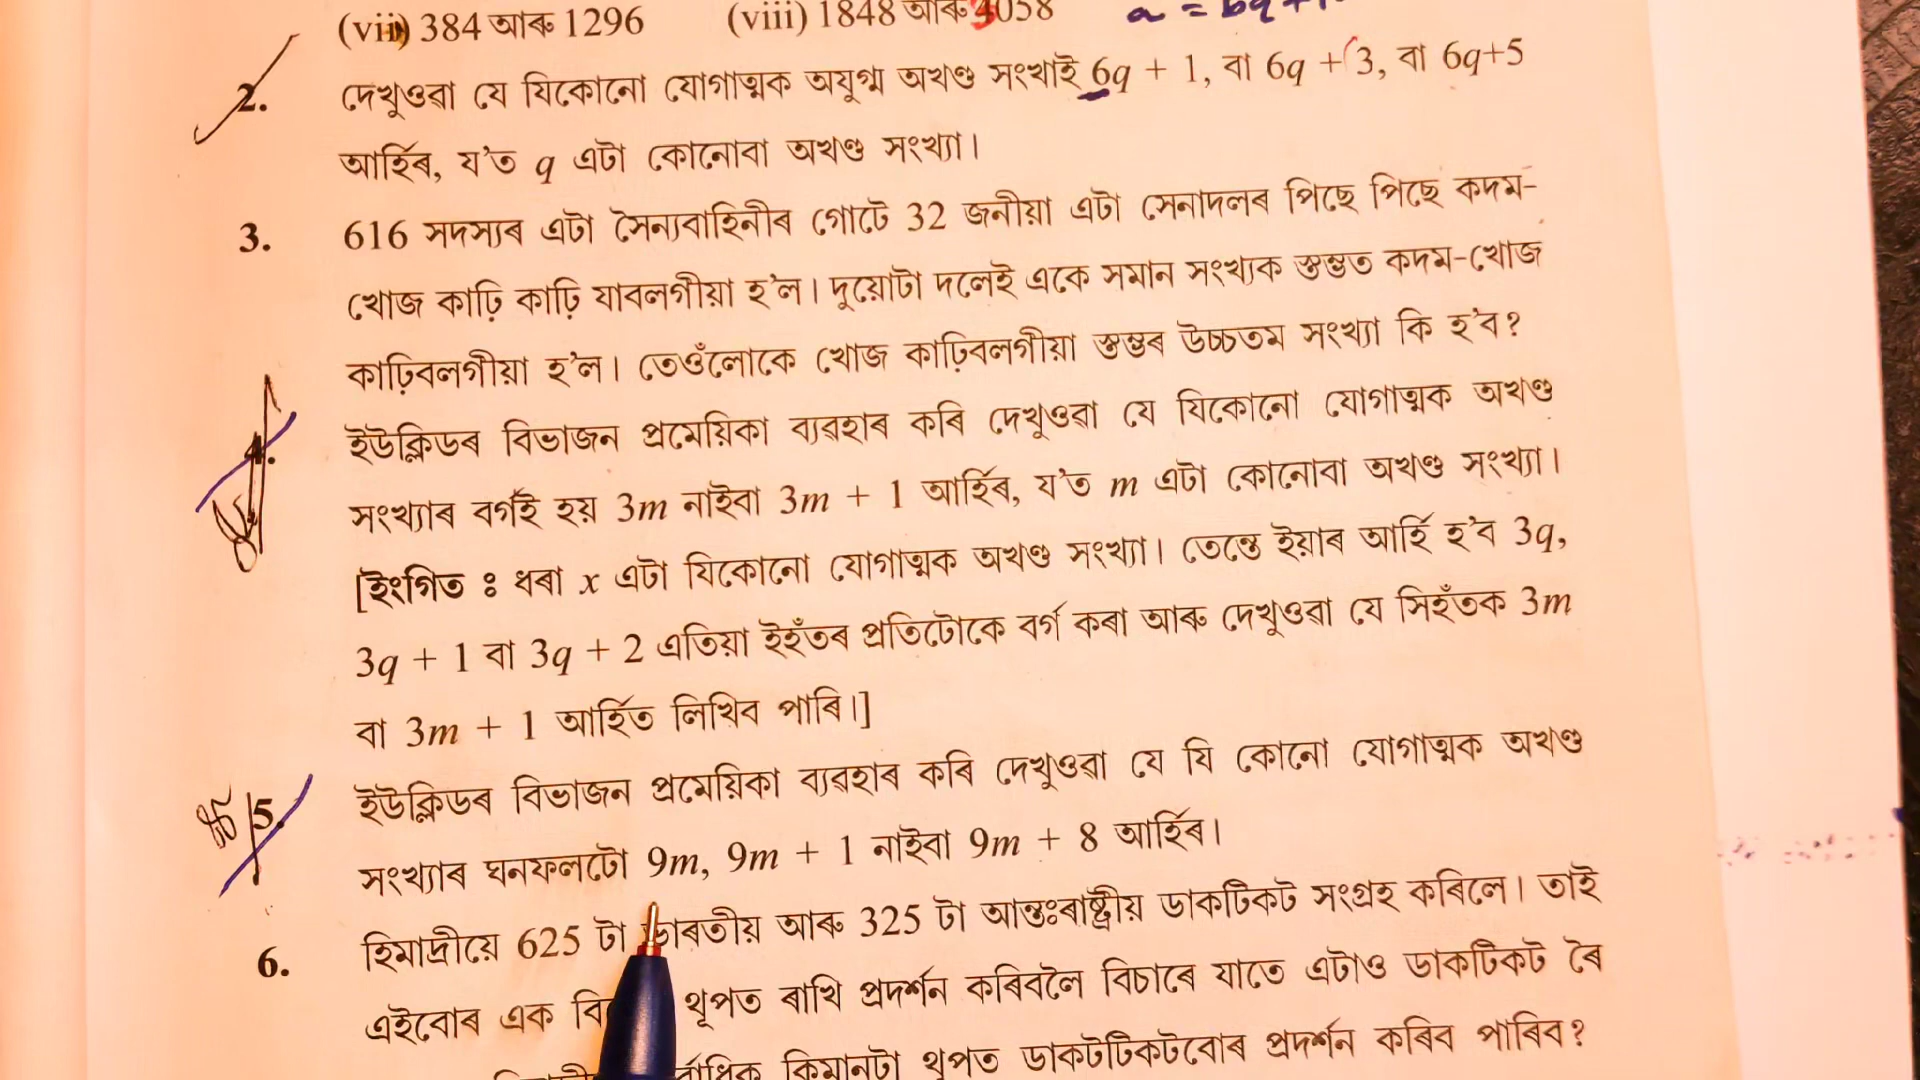 (vii) 384 আৰু 1296 (viii) 1848 আৰু 3058 a = 6q +
2. দেখুওৱা যে যিকোনো যোগাত্মক অযুগ্ম অখণ্ড সংখাই 6q + 1, বা 6q + 3, বা 6q+5
আৰ্হিৰ, য'ত q এটা কোনোবা অখণ্ড সংখ্যা।
3. 616 সদস্যৰ এটা সৈন্যবাহিনীৰ গোটে 32 জনীয়া এটা সেনাদলৰ পিছে পিছে কদম-
খোজ কাঢ়ি কাঢ়ি যাবলগীয়া হ'ল। দুয়োটা দলেই একে সমান সংখ্যক স্তম্ভত কদম-খোজ
কাঢ়িবলগীয়া হ'ল। তেওঁলোকে খোজ কাঢ়িবলগীয়া স্তম্ভৰ উচ্চতম সংখ্যা কি হ'ব?
4. ইউক্লিডৰ বিভাজন প্ৰমেয়িকা ব্যৱহাৰ কৰি দেখুওৱা যে যিকোনো যোগাত্মক অখণ্ড
সংখ্যাৰ বৰ্গই হয় 3m নাইবা 3m + 1 আৰ্হিৰ, য'ত m এটা কোনোবা অখণ্ড সংখ্যা।
[ইংগিত ঃ ধৰা x এটা যিকোনো যোগাত্মক অখণ্ড সংখ্যা। তেন্তে ইয়াৰ আৰ্হি হ'ব 3q,
3q + 1 বা 3q + 2 এতিয়া ইহঁতৰ প্ৰতিটোকে বৰ্গ কৰা আৰু দেখুওৱা যে সিহঁতক 3m
বা 3m + 1 আৰ্হিত লিখিব পাৰি।]
5. ইউক্লিডৰ বিভাজন প্ৰমেয়িকা ব্যৱহাৰ কৰি দেখুওৱা যে যি কোনো যোগাত্মক অখণ্ড
সংখ্যাৰ ঘনফলটো 9m, 9m + 1 নাইবা 9m + 8 আৰ্হিৰ।
6. হিমাদ্ৰীয়ে 625 টা ভাৰতীয় আৰু 325 টা আন্তঃৰাষ্ট্ৰীয় ডাকটিকট সংগ্ৰহ কৰিলে। তাই
এইবোৰ এক থূপত ৰাখি প্ৰদৰ্শন কৰিবলৈ বিচাৰে যাতে এটাও ডাকটিকট ৰৈ
কিমানটা থূপত ডাকটটিকটবোৰ প্ৰদৰ্শন কৰিব পাৰিব?